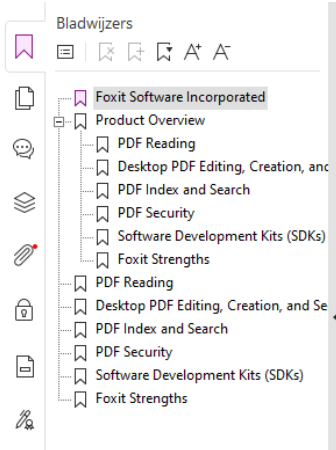 Bladwijzers
Foxit Software Incorporated
Product Overview
PDF Reading
Desktop PDF Editing, Creation, and
PDF Index and Search
PDF Security
Software Development Kits (SDKs)
Foxit Strengths
PDF Reading
Desktop PDF Editing, Creation, and Se
PDF Index and Search
PDF Security
Software Development Kits (SDKs)
Foxit Strengths